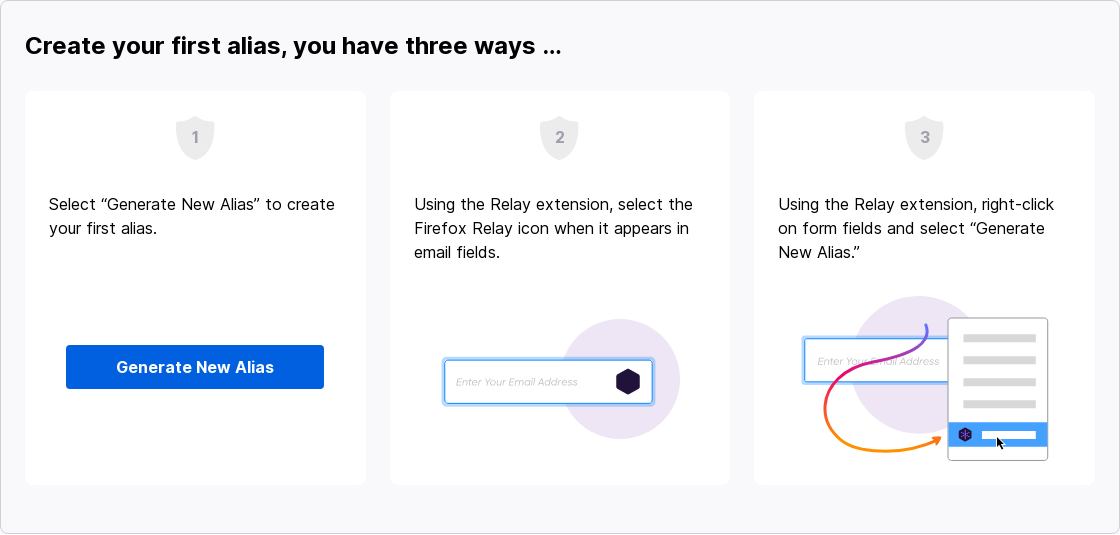 Create your first alias, you have three ways ...
1
Select “Generate New Alias” to create
your first alias.
Generate New Alias
2
Using the Relay extension, select the
Firefox Relay icon when it appears in
email fields.
Enter Your Email Address
3
Using the Relay extension, right-click
on form fields and select “Generate
New Alias.”
Enter Your Email Address